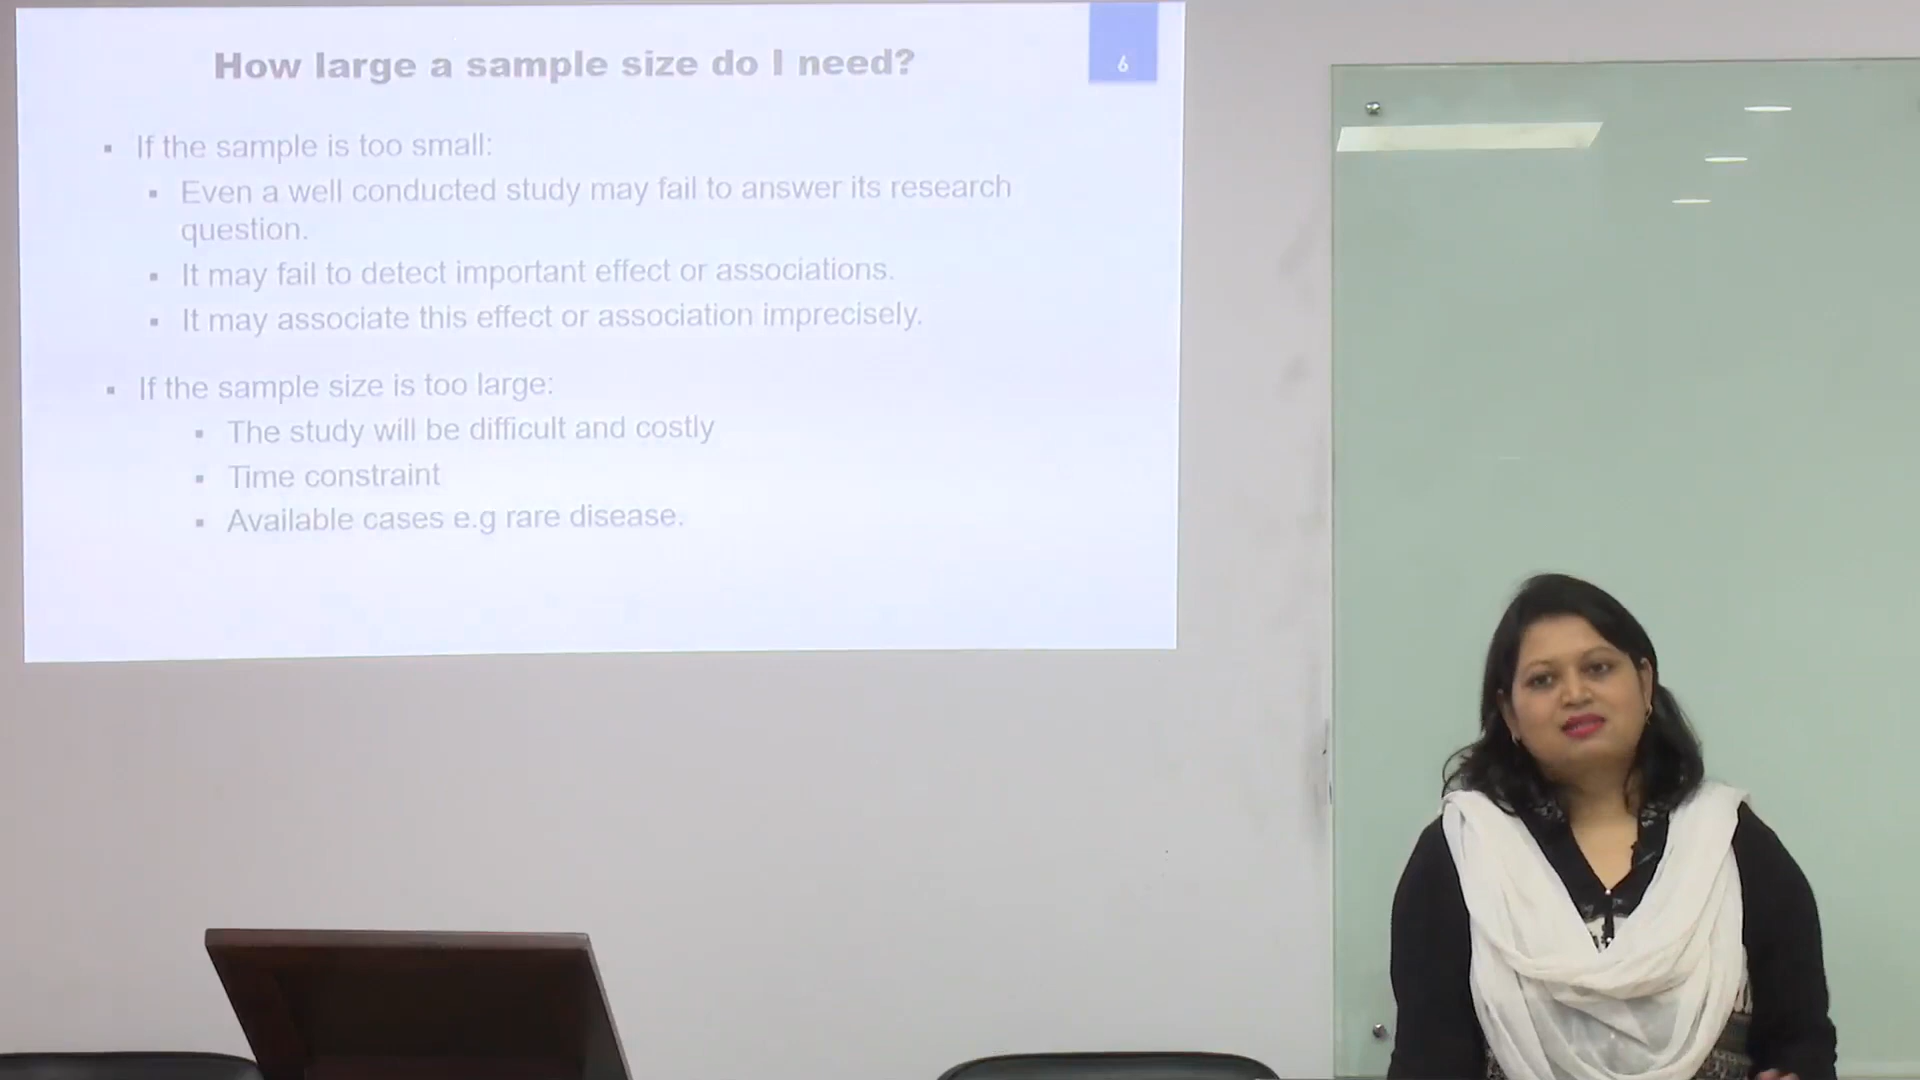 How large a sample size do I need?
6
▪ If the sample is too small:
▪ Even a well conducted study may fail to answer its research
question.
▪ It may fail to detect important effect or associations.
▪ It may associate this effect or association imprecisely.
▪ If the sample size is too large:
▪ The study will be difficult and costly
▪ Time constraint
▪ Available cases e.g rare disease.